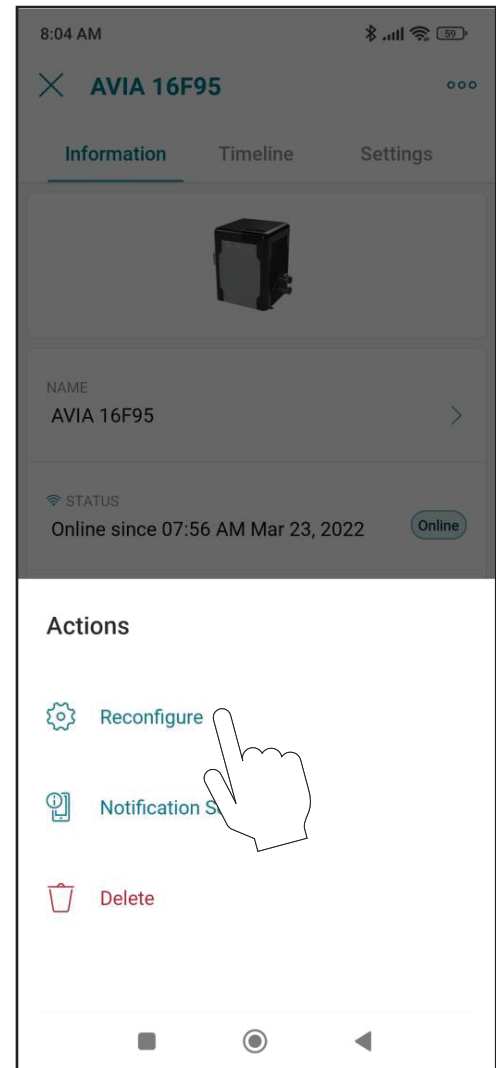 8:04 AM 59
AVIA 16F95
Information Timeline Settings
NAME
AVIA 16F95
STATUS
Online since 07:56 AM Mar 23, 2022 Online
Actions
Reconfigure
Notification
Delete